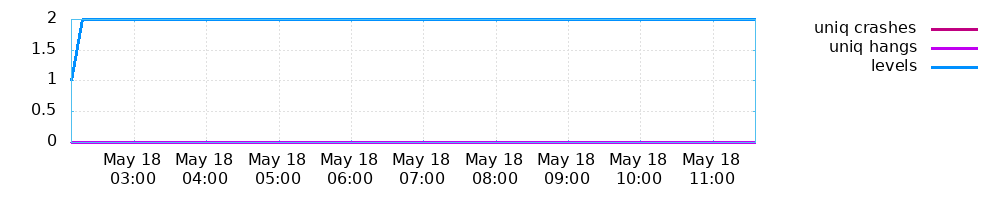 2
1.5
1
0.5
0
May 18 May 18 May 18 May 18 May 18 May 18 May 18 May 18 May 18
03:00 04:00 05:00 06:00 07:00 08:00 09:00 10:00 11:00
uniq crashes
uniq hangs
levels